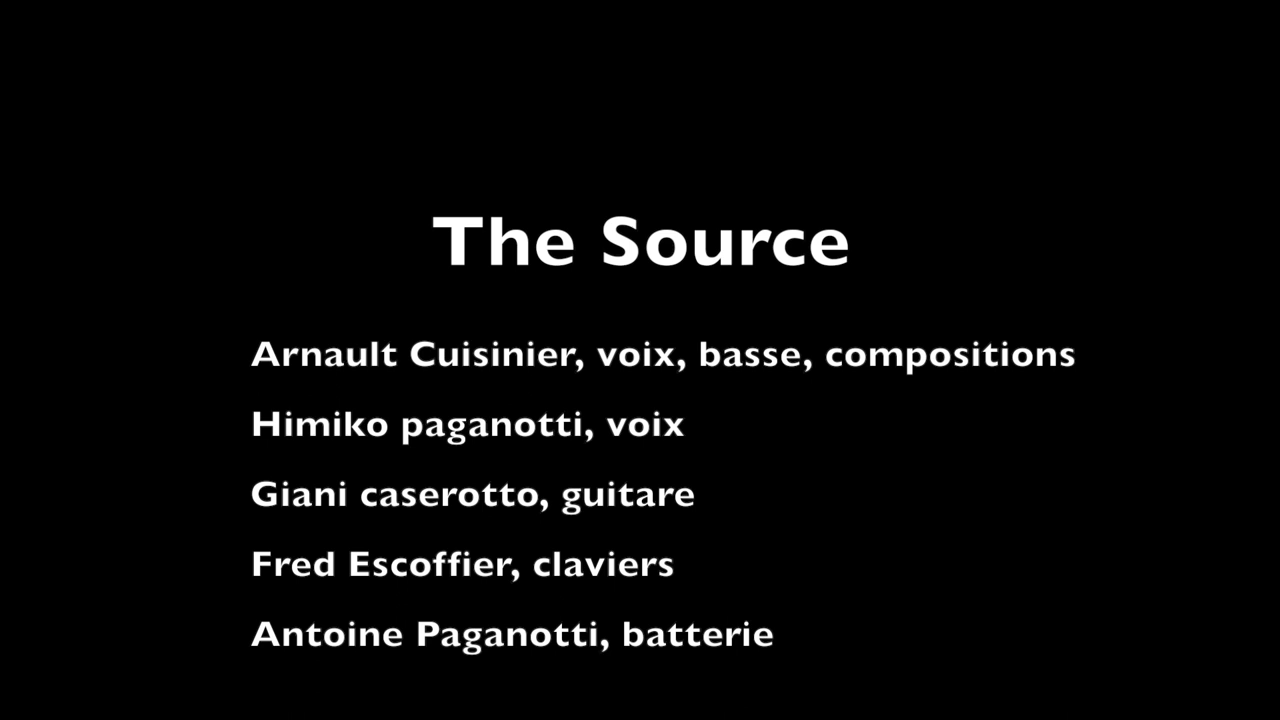 The Source
Arnault Cuisinier, voix, basse, compositions
Himiko paganotti, voix
Giani caserotto, guitare
Fred Escoffier, claviers
Antoine Paganotti, batterie